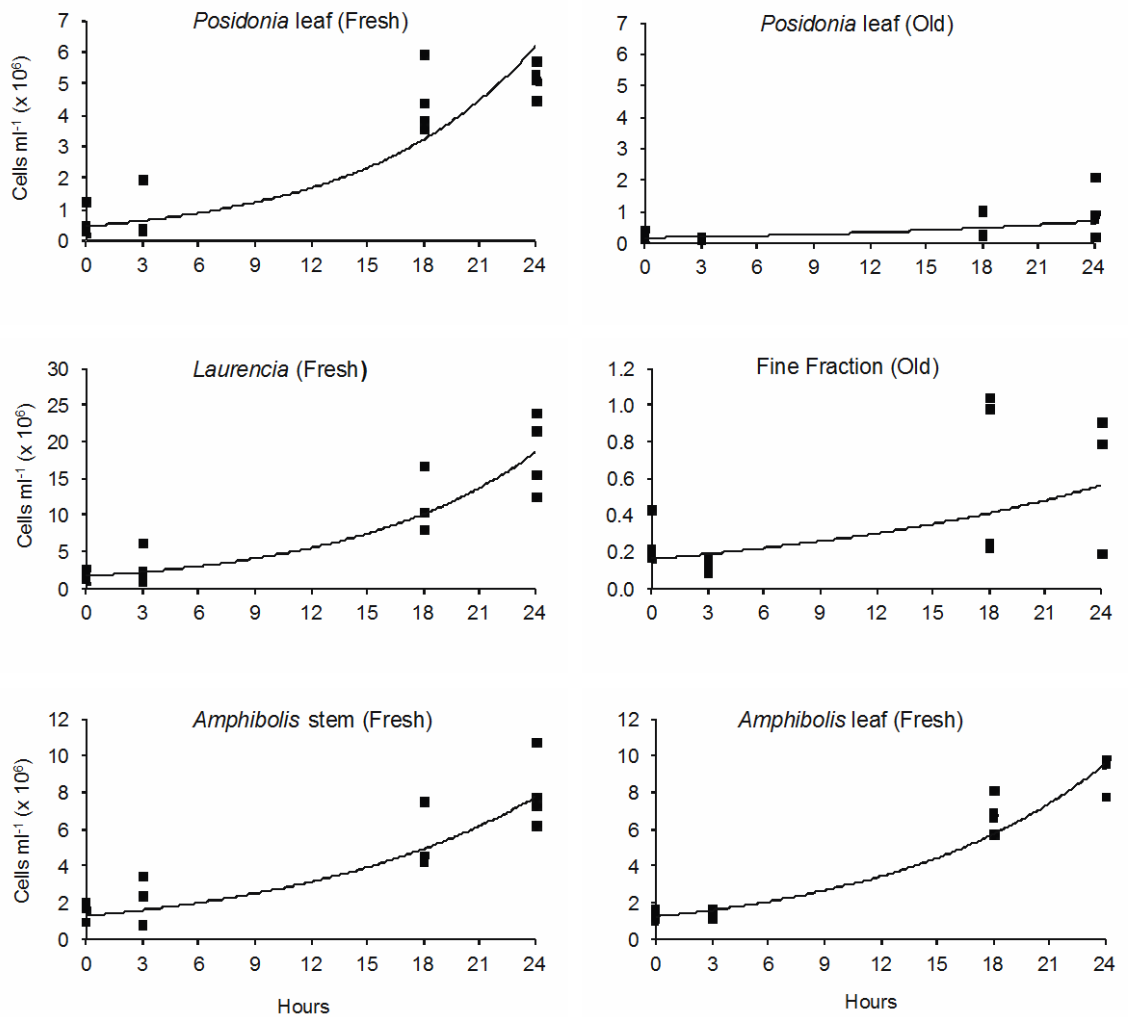 Posidonia leaf (Fresh)
Cells ml⁻¹ (x 10⁶)
7
6
5
4
3
2
1
0
0 3 6 9 12 15 18 21 24
Posidonia leaf (Old)
7
6
5
4
3
2
1
0
0 3 6 9 12 15 18 21 24
Laurencia (Fresh)
Cells ml⁻¹ (x 10⁶)
30
25
20
15
10
5
0
0 3 6 9 12 15 18 21 24
Fine Fraction (Old)
1.2
1.0
0.8
0.6
0.4
0.2
0.0
0 3 6 9 12 15 18 21 24
Amphibolis stem (Fresh)
Cells ml⁻¹ (x 10⁶)
12
10
8
6
4
2
0
0 3 6 9 12 15 18 21 24
Hours
Amphibolis leaf (Fresh)
12
10
8
6
4
2
0
0 3 6 9 12 15 18 21 24
Hours